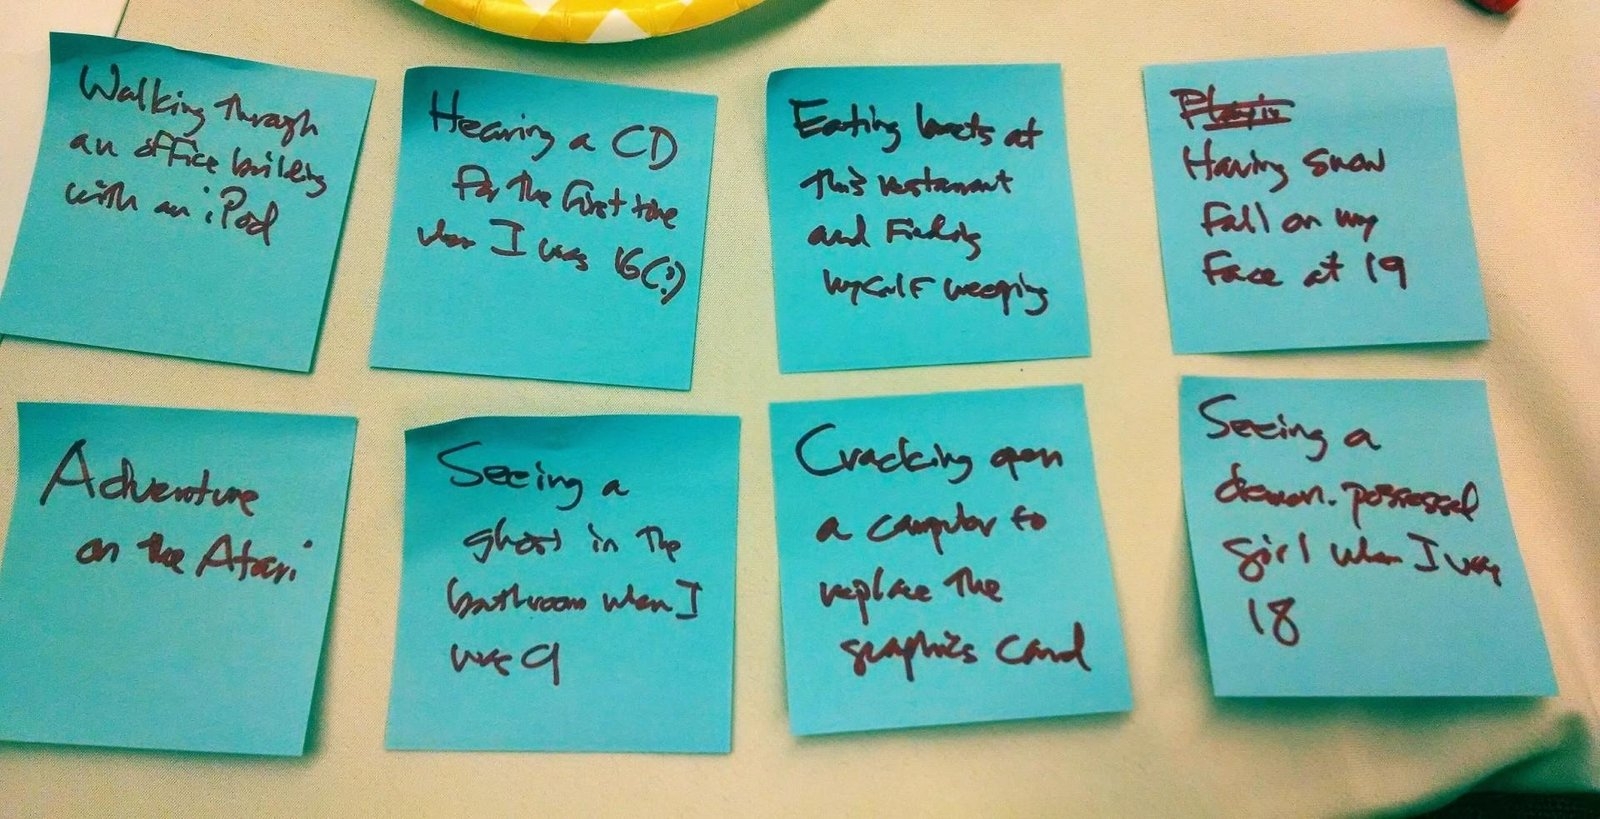 Walking through
an office building
with an iPod
Hearing a CD
for the first time
when I was 16(!)
Eating beets at
this restaurant
and finding
myself weeping
Playin
Having snow
fall on my
face at 19
Adventure
on the Atari
Seeing a
ghost in the
bathroom when I
was 9
Cracking open
a computer to
replace the
graphics card
Seeing a
demon-possessed
girl when I was
18